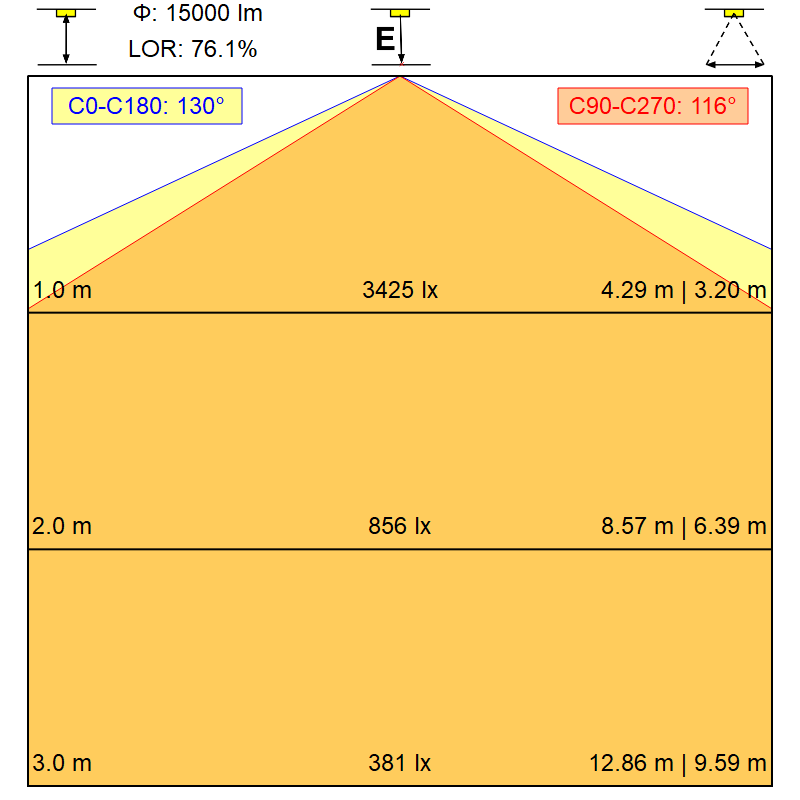 Φ: 15000 lm
LOR: 76.1%
E
C0-C180: 130°
C90-C270: 116°
1.0 m 3425 lx 4.29 m | 3.20 m
2.0 m 856 lx 8.57 m | 6.39 m
3.0 m 381 lx 12.86 m | 9.59 m